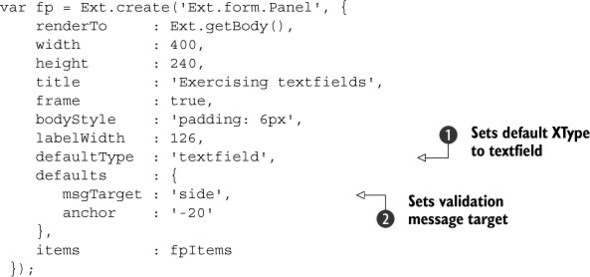 var fp = Ext.create('Ext.form.Panel', {
    renderTo    : Ext.getBody(),
    width       : 400,
    height      : 240,
    title       : 'Exercising textfields',
    frame       : true,
    bodyStyle   : 'padding: 6px',
    labelWidth  : 126,
    defaultType : 'textfield',
    defaults    : {
        msgTarget : 'side',
        anchor    : '-20'
    },
    items       : fpItems
 });
1 Sets default XType
to textfield
Sets validation
2 message target